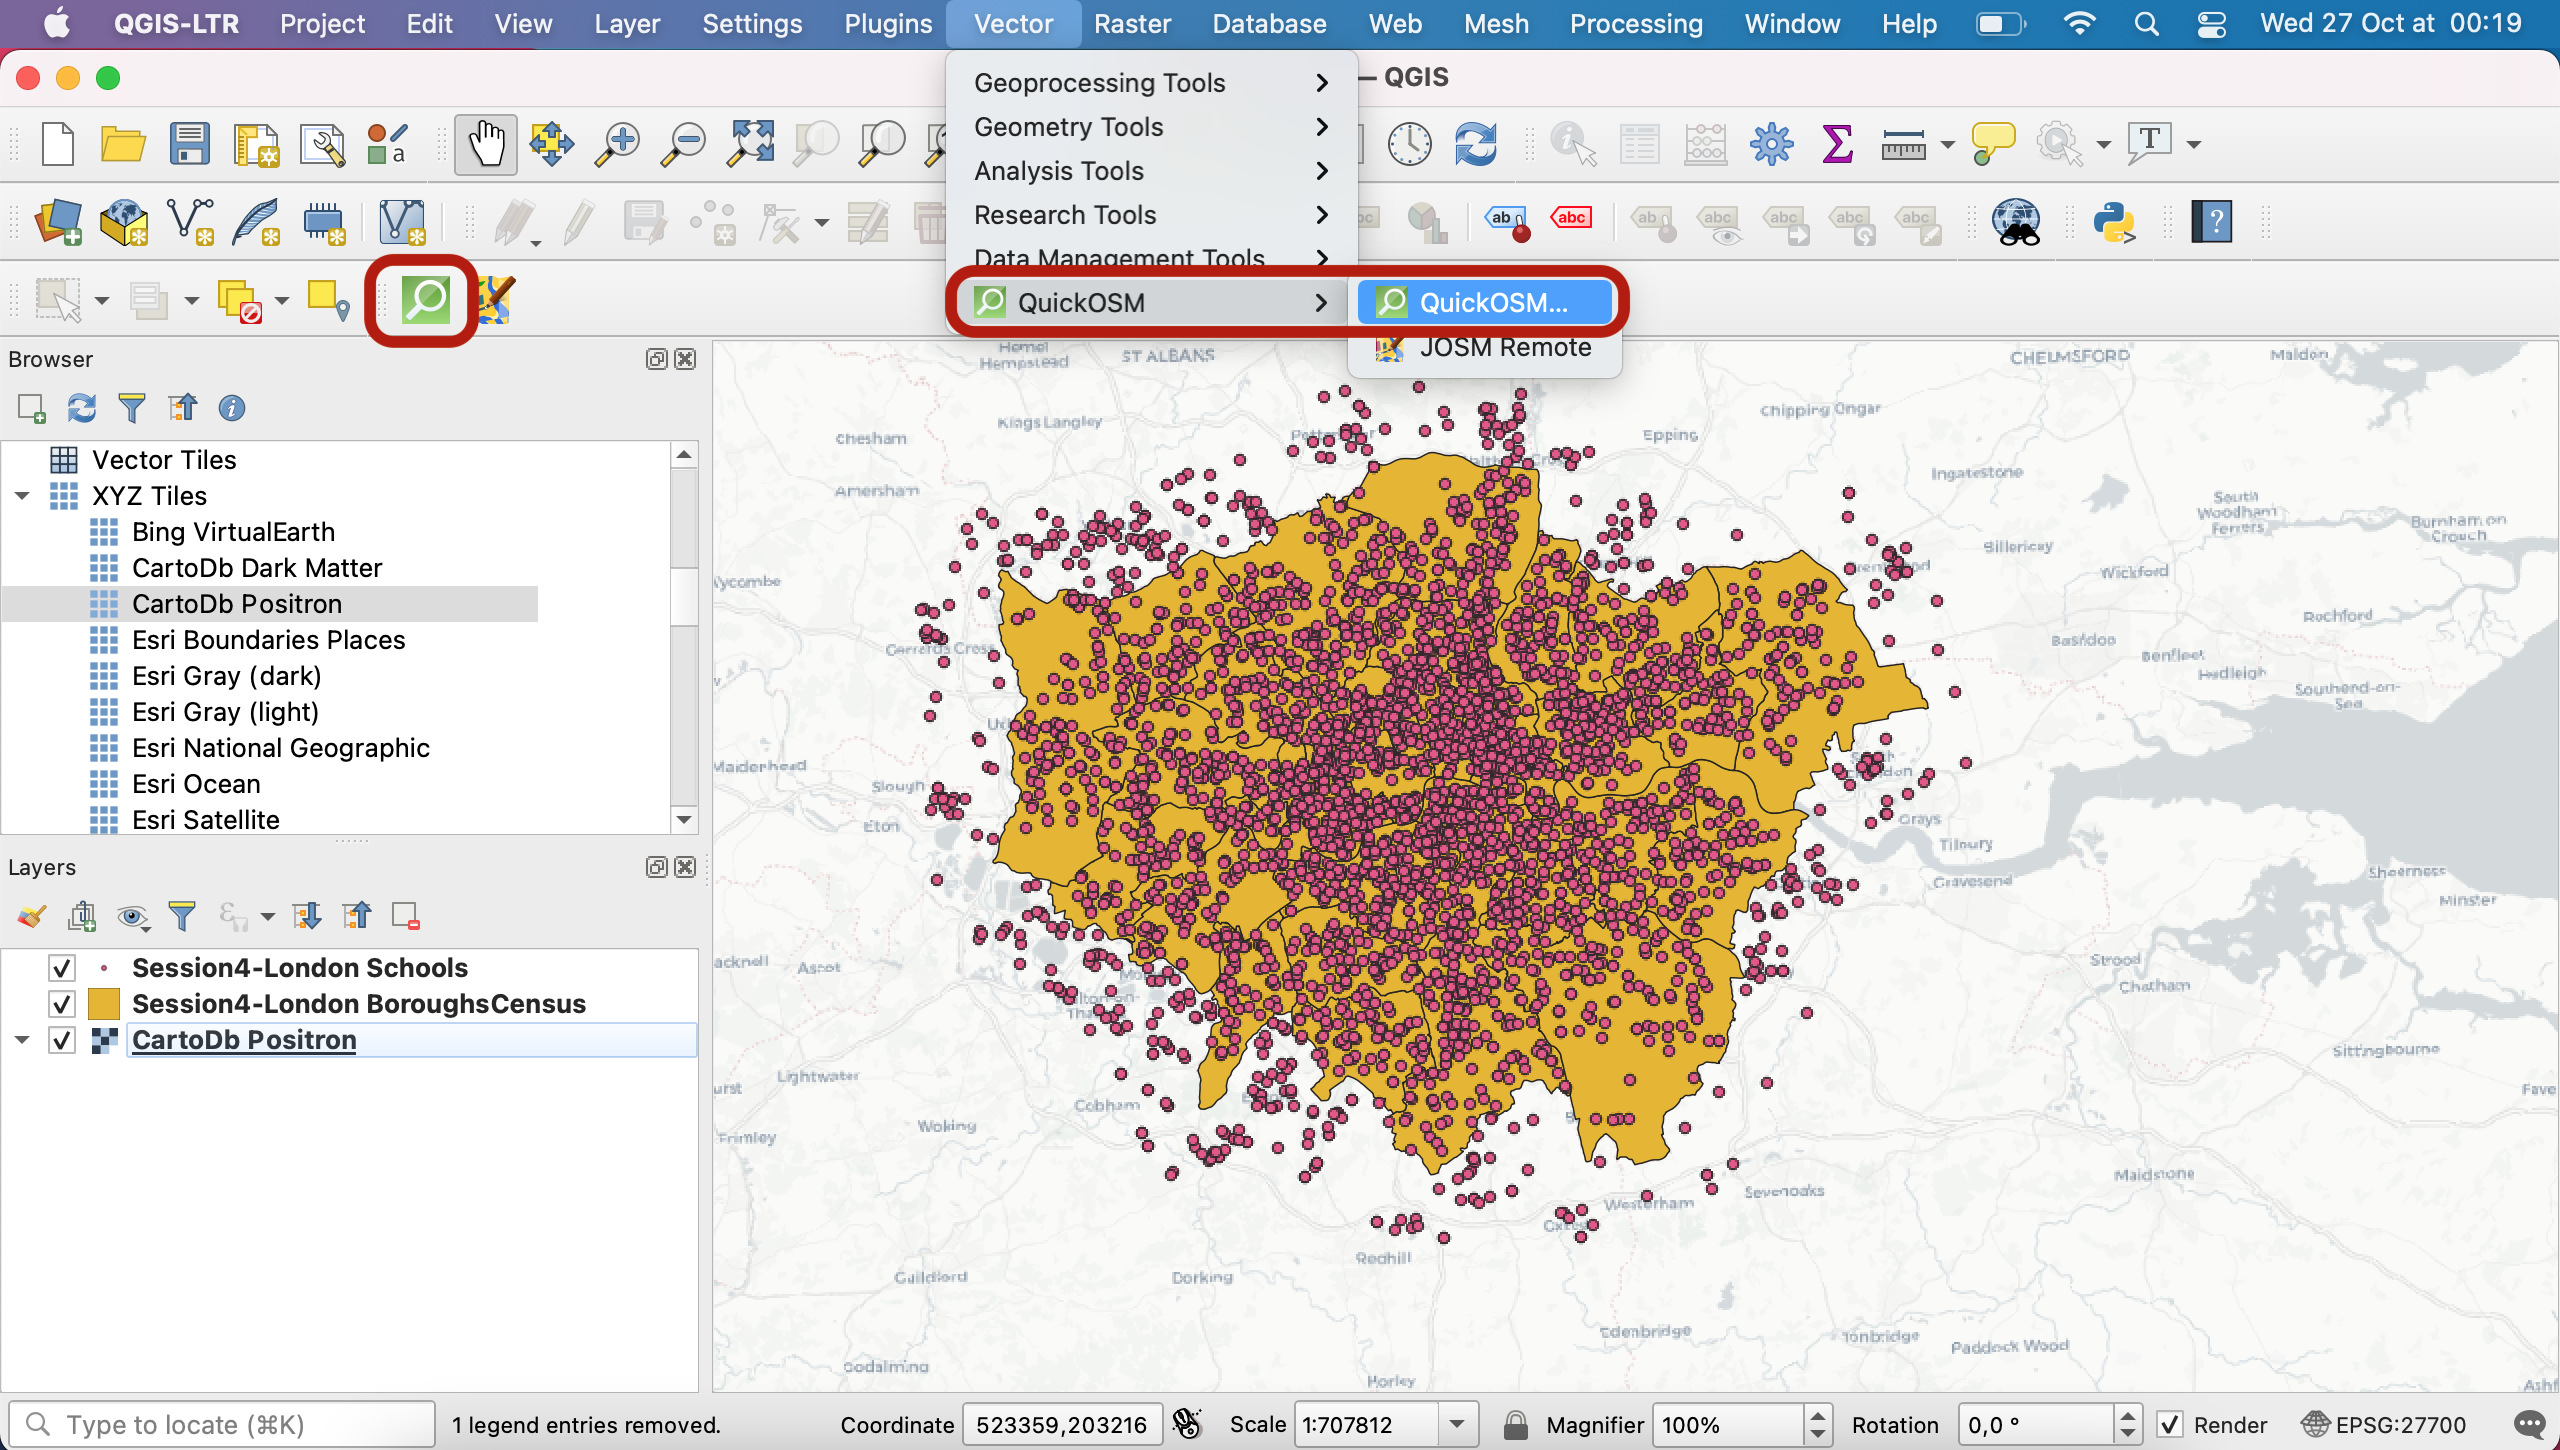 QGIS-LTR Project Edit View Layer Settings Plugins Vector Raster Database Web Mesh Processing Window Help Wed 27 Oct at 00:19
— QGIS
Geoprocessing Tools
Geometry Tools
Analysis Tools
Research Tools
Data Management Tools
QuickOSM
QuickOSM...
JOSM Remote
Browser
Vector Tiles
XYZ Tiles
Bing VirtualEarth
CartoDb Dark Matter
CartoDb Positron
Esri Boundaries Places
Esri Gray (dark)
Esri Gray (light)
Esri National Geographic
Esri Ocean
Esri Satellite
Layers
Session4-London Schools
Session4-London BoroughsCensus
CartoDb Positron
Hemel
Hempstead
ST ALBANS
CHELMSFORD
Maldon
Kings Langley
Chipping Ongar
Chesham
Epping
Ingatestone
Amersham
South
Woodham
Ferrers
Burnham on
Crouch
Billericay
Wickford
Rochford
Basildon
Benfleet
Hadleigh
Southend-on-
Sea
Gerrards Cross
Maidenhead
Slough
Eton
Grays
Tilbury
Gravesend
Sheerness
Minster
Ascot
Strood
Chatham
Sittingbourne
Lightwater
Cobham
Woking
Frimley
Maidstone
Sevenoaks
Westerham
Redhill
Guildford
Dorking
Edenbridge
Tonbridge
Paddock Wood
Godalming
Horley
Type to locate (⌘K) 1 legend entries removed. Coordinate 523359,203216 Scale 1:707812 Magnifier 100% Rotation 0,0 ° Render EPSG:27700